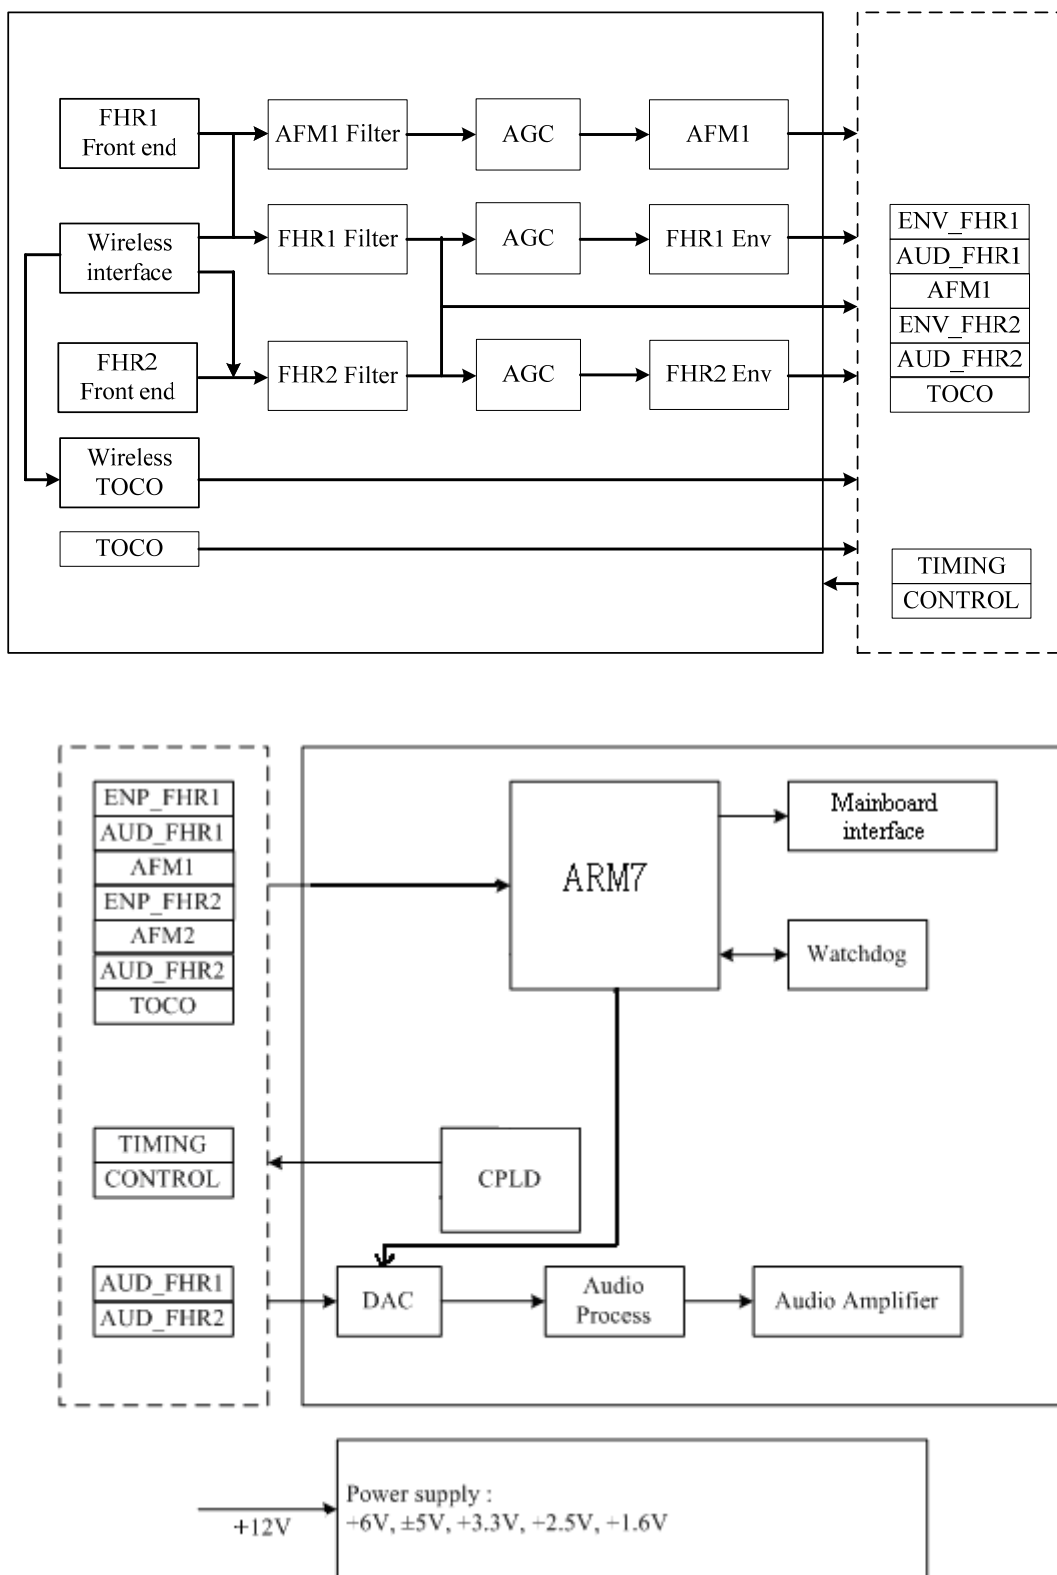 FHR1
Front end
AFM1 Filter
AGC
AFM1
Wireless
interface
FHR1 Filter
AGC
FHR1 Env
FHR2
Front end
FHR2 Filter
AGC
FHR2 Env
Wireless
TOCO
TOCO
ENV_FHR1
AUD_FHR1
AFM1
ENV_FHR2
AUD_FHR2
TOCO
TIMING
CONTROL
ENP_FHR1
AUD_FHR1
AFM1
ENP_FHR2
AFM2
AUD_FHR2
TOCO
TIMING
CONTROL
AUD_FHR1
AUD_FHR2
ARM7
Mainboard
interface
Watchdog
CPLD
DAC
Audio
Process
Audio Amplifier
+12V
Power supply :
+6V, ±5V, +3.3V, +2.5V, +1.6V